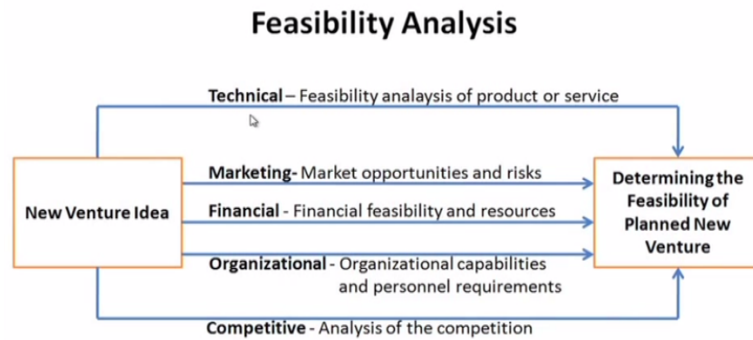 Feasibility Analysis
Technical – Feasibility analaysis of product or service
New Venture Idea
Marketing- Market opportunities and risks
Financial - Financial feasibility and resources
Organizational - Organizational capabilities
and personnel requirements
Competitive - Analysis of the competition
Determining the
Feasibility of
Planned New
Venture